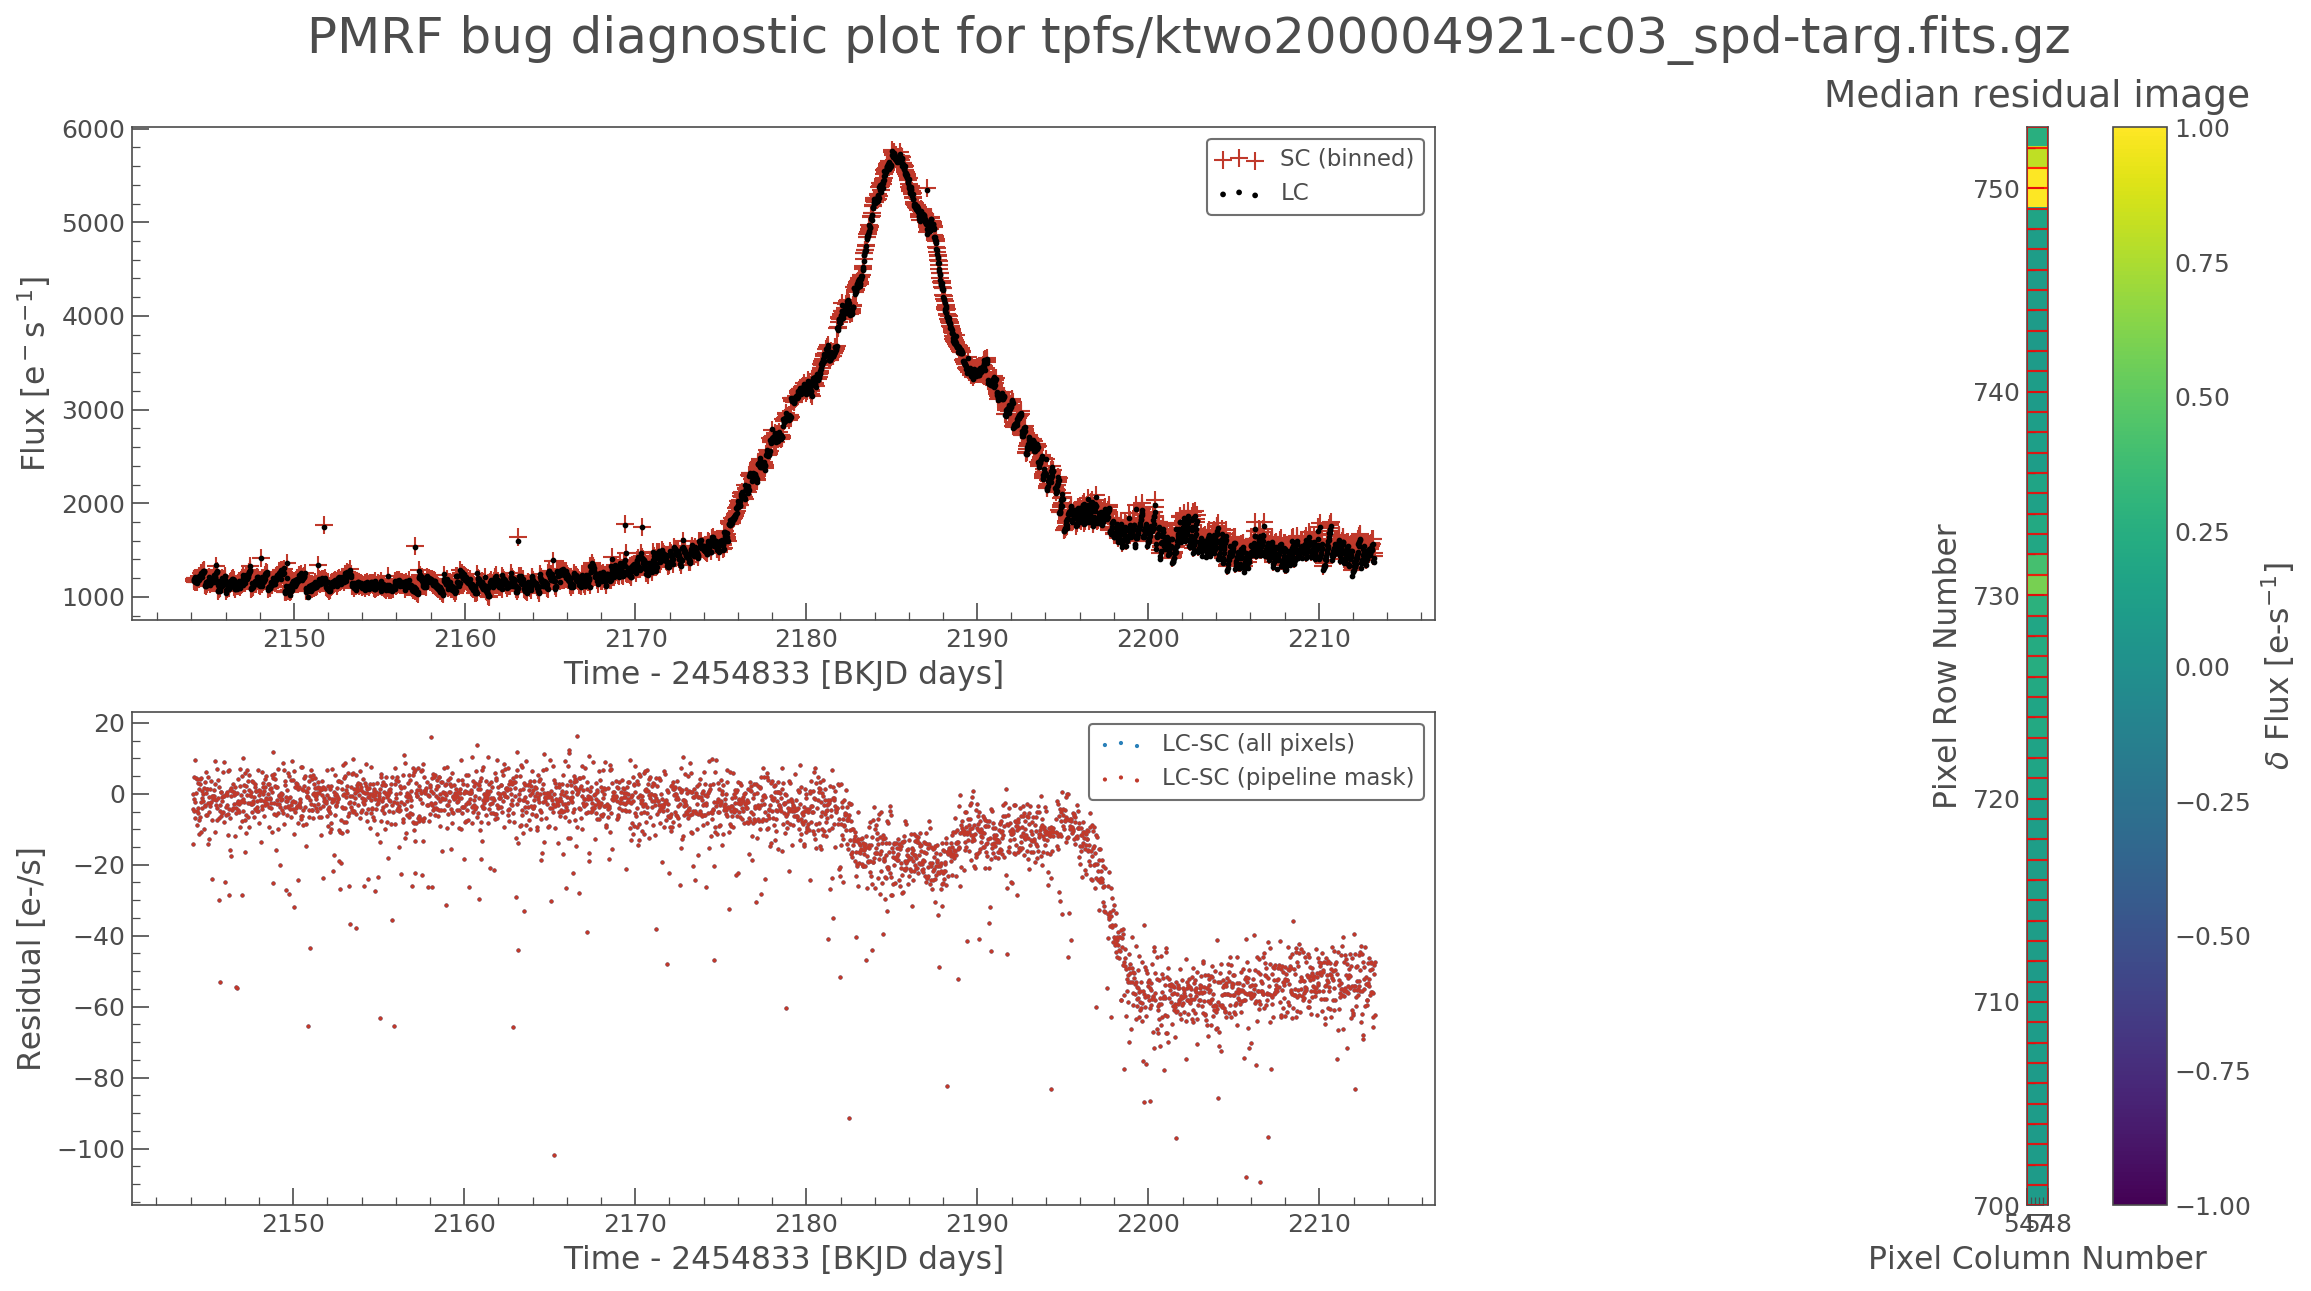 PMRF bug diagnostic plot for tpfs/ktwo200004921-c03_spd-targ.fits.gz
Median residual image
Flux [e⁻ s⁻¹]
6000
5000
4000
3000
2000
1000
SC (binned)
LC
2150 2160 2170 2180 2190 2200 2210
Time - 2454833 [BKJD days]
Residual [e-/s]
20
0
−20
−40
−60
−80
−100
LC-SC (all pixels)
LC-SC (pipeline mask)
2150 2160 2170 2180 2190 2200 2210
Time - 2454833 [BKJD days]
Pixel Row Number
750
740
730
720
710
700
547 548
Pixel Column Number
1.00
0.75
0.50
0.25
0.00
−0.25
−0.50
−0.75
−1.00
δ Flux [e-s⁻¹]